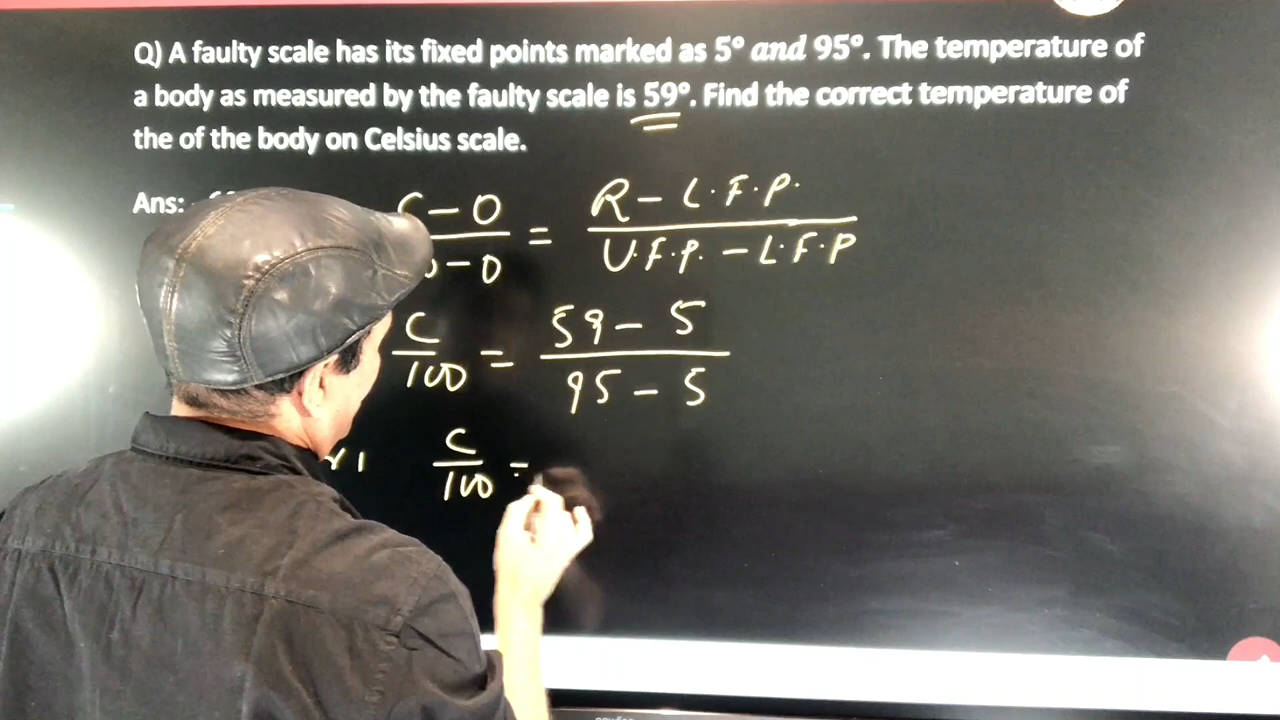 Q) A faulty scale has its fixed points marked as 5° and 95°. The temperature of
a body as measured by the faulty scale is 59°. Find the correct temperature of
the of the body on Celsius scale.
Ans:
C - 0 / 0 - 0 = R - L.F.P. / U.F.P. - L.F.P
C / 100 = 59 - 5 / 95 - 5
C / 100 =